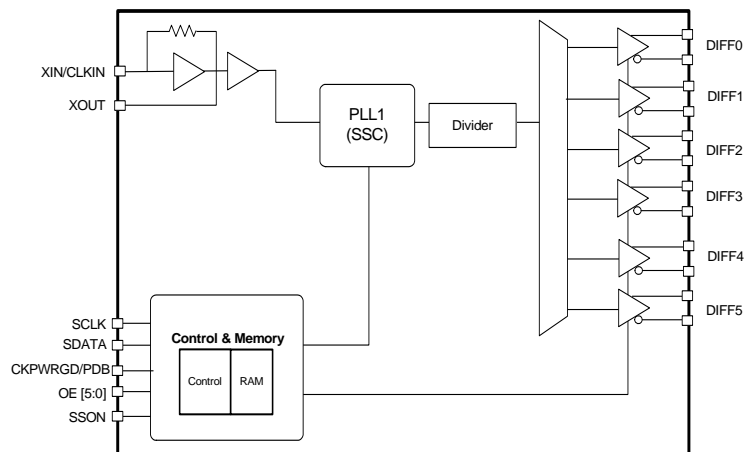 XIN/CLKIN
XOUT
PLL1
(SSC)
Divider
DIFF0
DIFF1
DIFF2
DIFF3
DIFF4
DIFF5
SCLK
SDATA
CKPWRGD/PDB
OE [5:0]
SSON
Control & Memory
Control
RAM